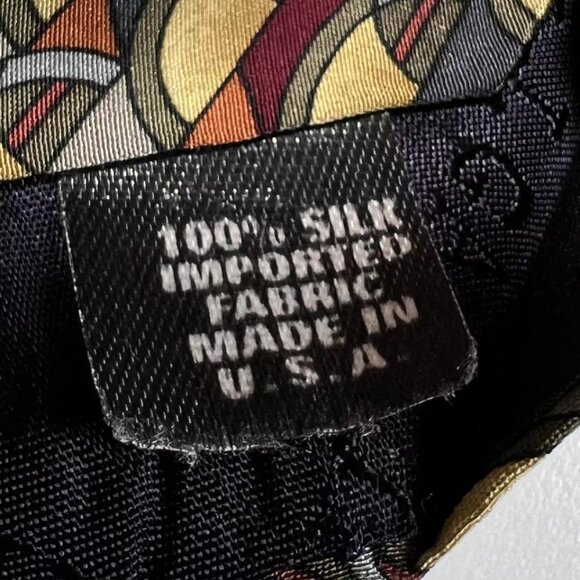 100% SILK
IMPORTED
FABRIC
MADE IN
U.S.A.